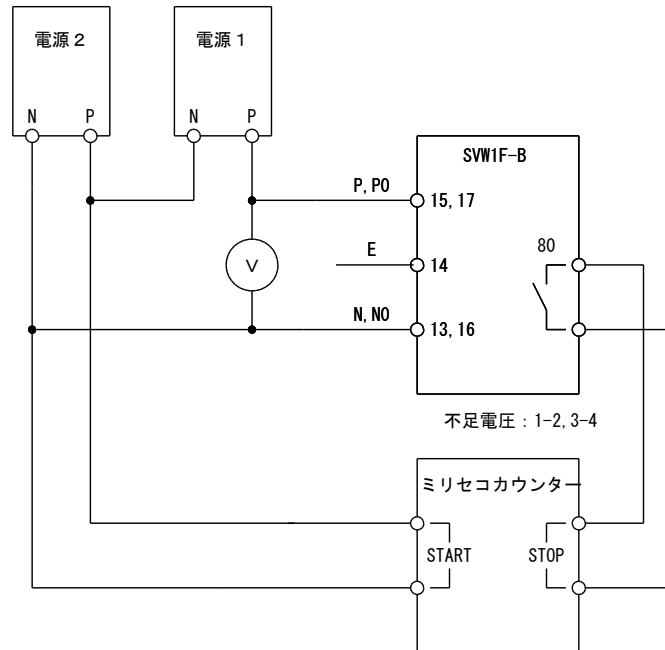 電源２
電源１
N
P
N
P
SVW1F-B
P,PO
15,17
80
E
14
V
N,NO
13,16
不足電圧：1-2,3-4
ミリセコカウンター
START
STOP